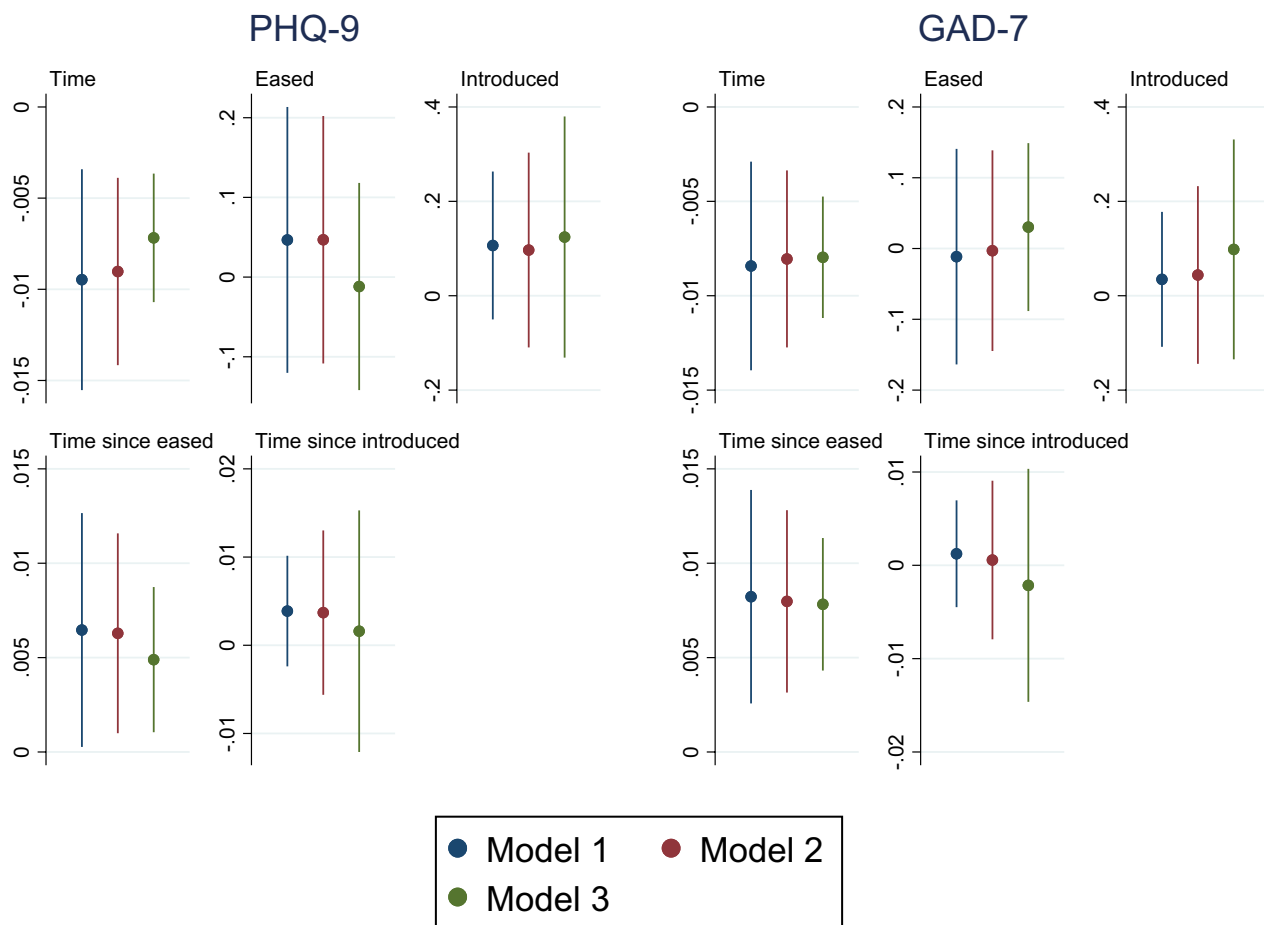 PHQ-9
GAD-7
Time
0
-.005
-.01
-.015
Eased
.2
.1
0
-.1
Introduced
.4
.2
0
-.2
Time
0
-.005
-.01
-.015
Eased
.2
.1
0
-.1
-.2
Introduced
.4
.2
0
-.2
Time since eased
.015
.01
.005
0
Time since introduced
.02
.01
0
-.01
Time since eased
.015
.01
.005
0
Time since introduced
.01
0
-.01
-.02
Model 1
Model 2
Model 3